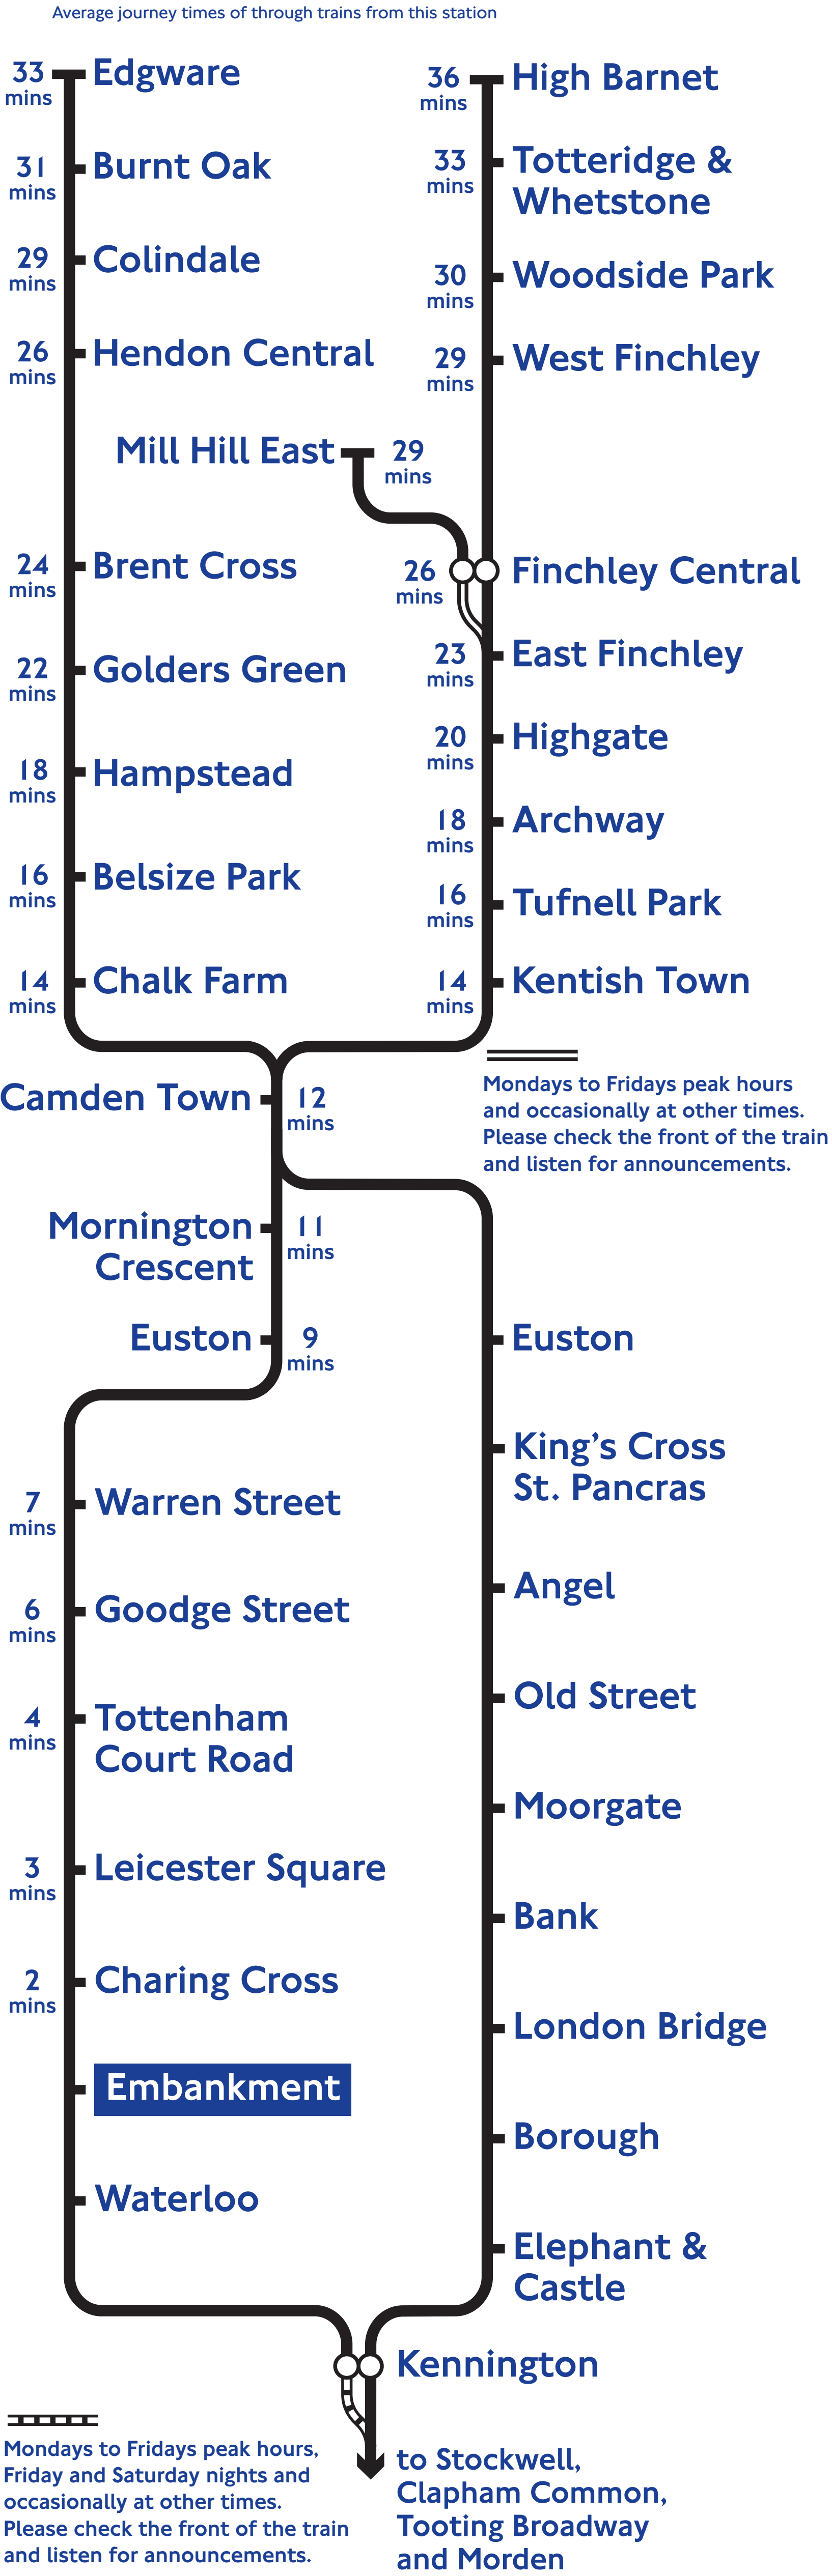 Average journey times of through trains from this station
33
mins
Edgware
31
mins
Burnt Oak
29
mins
Colindale
26
mins
Hendon Central
36
mins
High Barnet
33
mins
Totteridge &
Whetstone
30
mins
Woodside Park
29
mins
West Finchley
Mill Hill East
29
mins
24
mins
Brent Cross
22
mins
Golders Green
18
mins
Hampstead
16
mins
Belsize Park
14
mins
Chalk Farm
26
mins
Finchley Central
23
mins
East Finchley
20
mins
Highgate
18
mins
Archway
16
mins
Tufnell Park
14
mins
Kentish Town
Mondays to Fridays peak hours
and occasionally at other times.
Please check the front of the train
and listen for announcements.
Camden Town
12
mins
Mornington
Crescent
11
mins
Euston
9
mins
7
mins
Warren Street
6
mins
Goodge Street
4
mins
Tottenham
Court Road
3
mins
Leicester Square
2
mins
Charing Cross
Embankment
Waterloo
Euston
King's Cross
St. Pancras
Angel
Old Street
Moorgate
Bank
London Bridge
Borough
Elephant &
Castle
Kennington
Mondays to Fridays peak hours,
Friday and Saturday nights and
occasionally at other times.
Please check the front of the train
and listen for announcements.
to Stockwell,
Clapham Common,
Tooting Broadway
and Morden